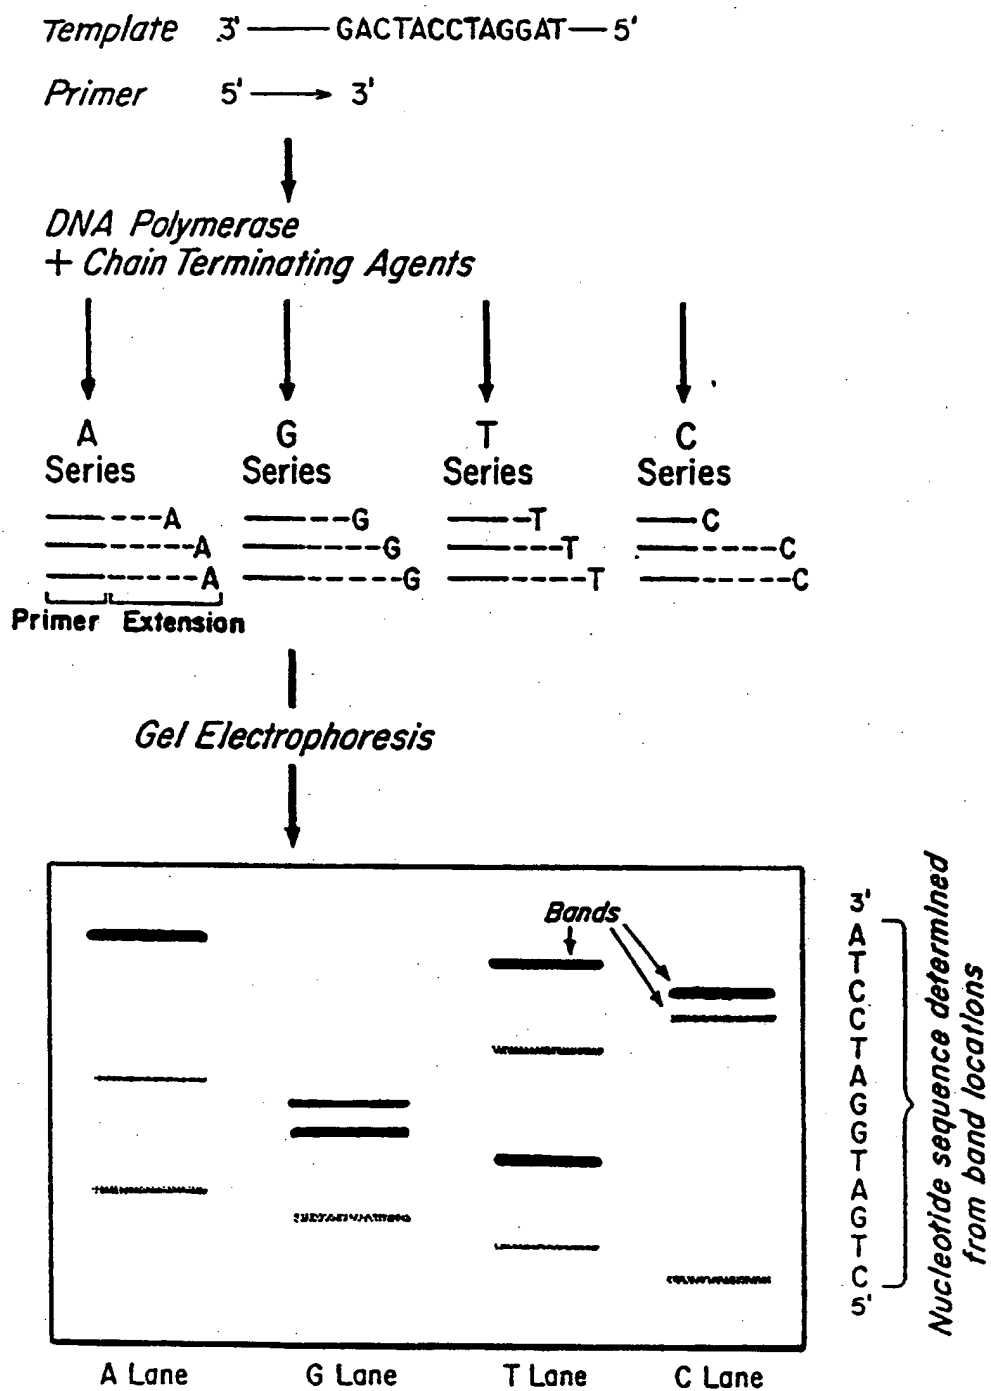 Template 3' GACTACCTAGGAT 5'
Primer 5' 3'
DNA Polymerase
+ Chain Terminating Agents
A Series
G Series
T Series
C Series
A
A
A
G
G
G
T
T
T
C
C
C
Primer Extension
Gel Electrophoresis
Bands
3'
A
T
C
C
T
A
G
G
T
A
G
T
C
5'
Nucleotide sequence determined
from band locations
A Lane G Lane T Lane C Lane